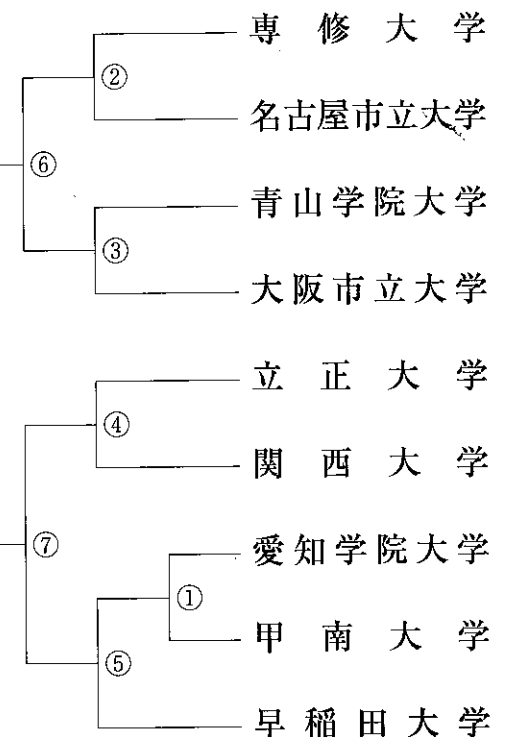 専修大学
②
名古屋市立大学
⑥
青山学院大学
③
大阪市立大学
立正大学
④
関西大学
⑦
愛知学院大学
①
甲南大学
⑤
早稲田大学